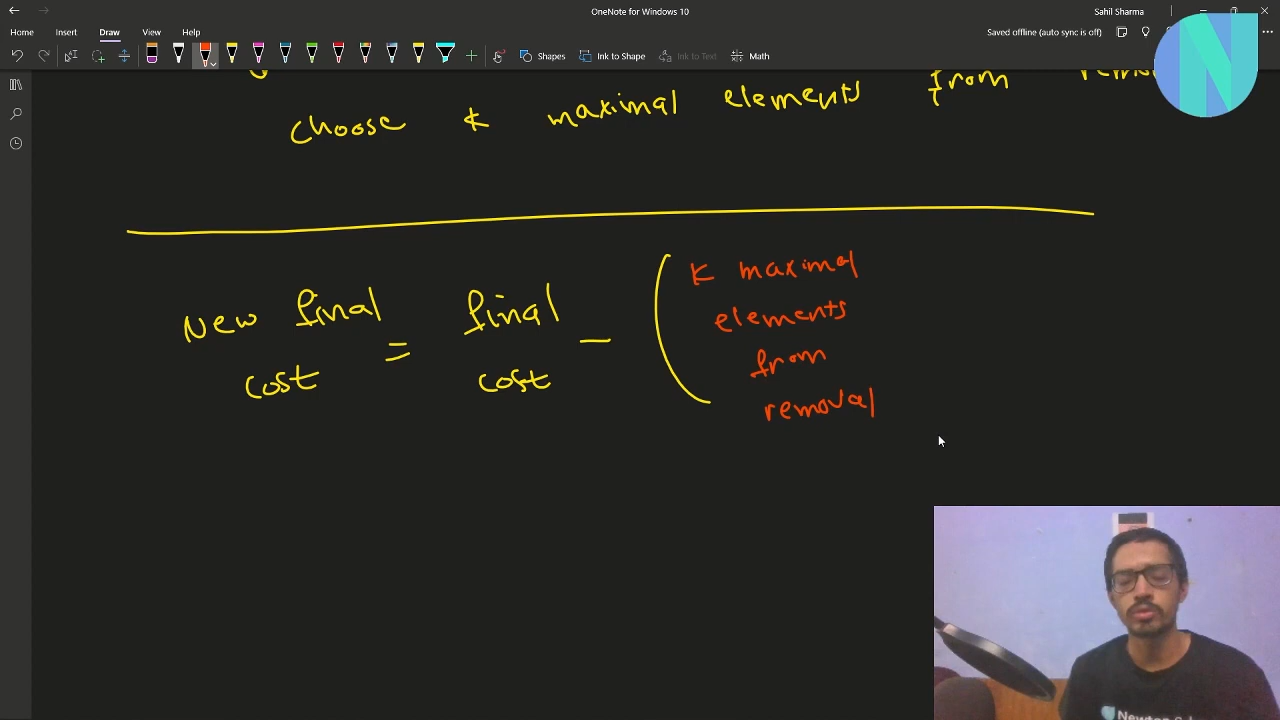 OneNote for Windows 10
Sahil Sharma
Home Insert Draw View Help
Saved offline (auto sync is off)
Shapes Ink to Shape Ink to Text Math
choose k maximal elements from
New final cost = final cost - (
K maximal
elements
from
removal